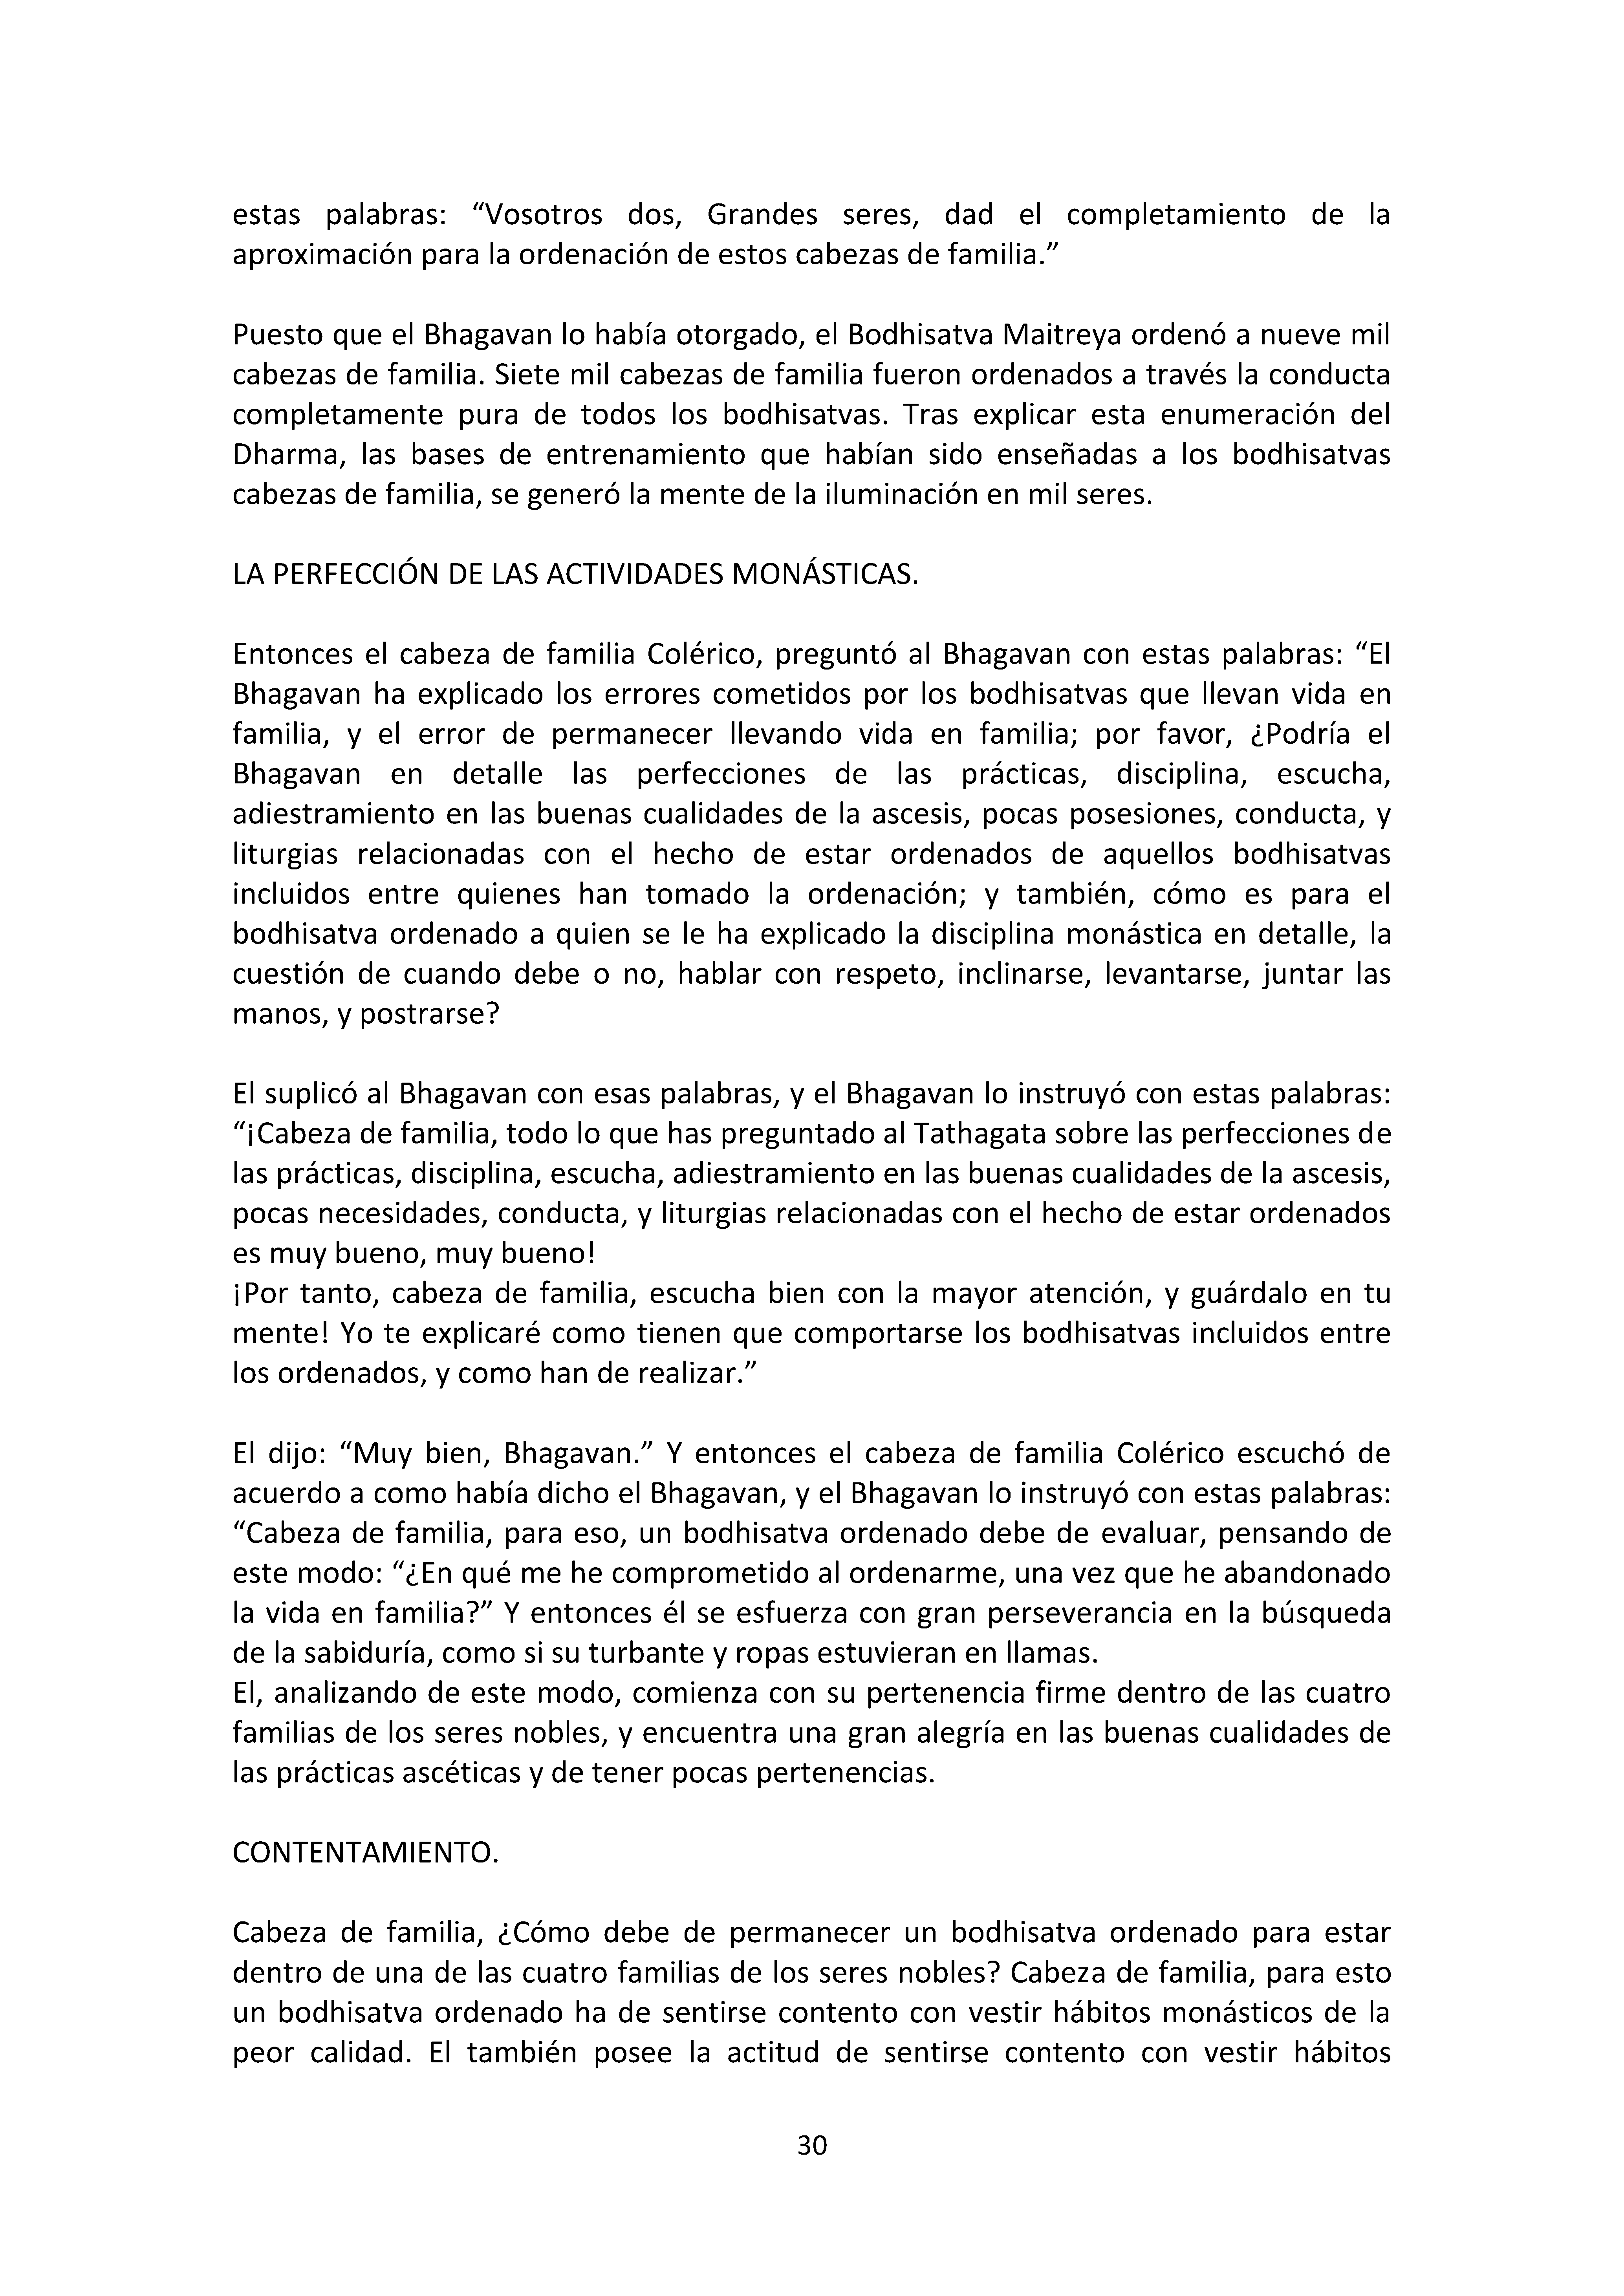 estas palabras: “Vosotros dos, Grandes seres, dad el completamiento de la
aproximación para la ordenación de estos cabezas de familia.”
Puesto que el Bhagavan lo había otorgado, el Bodhisatva Maitreya ordenó a nueve mil
cabezas de familia. Siete mil cabezas de familia fueron ordenados a través la conducta
completamente pura de todos los bodhisatvas. Tras explicar esta enumeración del
Dharma, las bases de entrenamiento que habían sido enseñadas a los bodhisatvas
cabezas de familia, se generó la mente de la iluminación en mil seres.
LA PERFECCIÓN DE LAS ACTIVIDADES MONÁSTICAS.
Entonces el cabeza de familia Colérico, preguntó al Bhagavan con estas palabras: “El
Bhagavan ha explicado los errores cometidos por los bodhisatvas que llevan vida en
familia, y el error de permanecer llevando vida en familia; por favor, ¿Podría el
Bhagavan en detalle las perfecciones de las prácticas, disciplina, escucha,
adiestramiento en las buenas cualidades de la ascesis, pocas posesiones, conducta, y
liturgias relacionadas con el hecho de estar ordenados de aquellos bodhisatvas
incluidos entre quienes han tomado la ordenación; y también, cómo es para el
bodhisatva ordenado a quien se le ha explicado la disciplina monástica en detalle, la
cuestión de cuando debe o no, hablar con respeto, inclinarse, levantarse, juntar las
manos, y postrarse?
El suplicó al Bhagavan con esas palabras, y el Bhagavan lo instruyó con estas palabras:
“¡Cabeza de familia, todo lo que has preguntado al Tathagata sobre las perfecciones de
las prácticas, disciplina, escucha, adiestramiento en las buenas cualidades de la ascesis,
pocas necesidades, conducta, y liturgias relacionadas con el hecho de estar ordenados
es muy bueno, muy bueno!
¡Por tanto, cabeza de familia, escucha bien con la mayor atención, y guárdalo en tu
mente! Yo te explicaré como tienen que comportarse los bodhisatvas incluidos entre
los ordenados, y como han de realizar.”
El dijo: “Muy bien, Bhagavan.” Y entonces el cabeza de familia Colérico escuchó de
acuerdo a como había dicho el Bhagavan, y el Bhagavan lo instruyó con estas palabras:
“Cabeza de familia, para eso, un bodhisatva ordenado debe de evaluar, pensando de
este modo: “¿En qué me he comprometido al ordenarme, una vez que he abandonado
la vida en familia?” Y entonces él se esfuerza con gran perseverancia en la búsqueda
de la sabiduría, como si su turbante y ropas estuvieran en llamas.
El, analizando de este modo, comienza con su pertenencia firme dentro de las cuatro
familias de los seres nobles, y encuentra una gran alegría en las buenas cualidades de
las prácticas ascéticas y de tener pocas pertenencias.
CONTENTAMIENTO.
Cabeza de familia, ¿Cómo debe de permanecer un bodhisatva ordenado para estar
dentro de una de las cuatro familias de los seres nobles? Cabeza de familia, para esto
un bodhisatva ordenado ha de sentirse contento con vestir hábitos monásticos de la
peor calidad. El también posee la actitud de sentirse contento con vestir hábitos
30